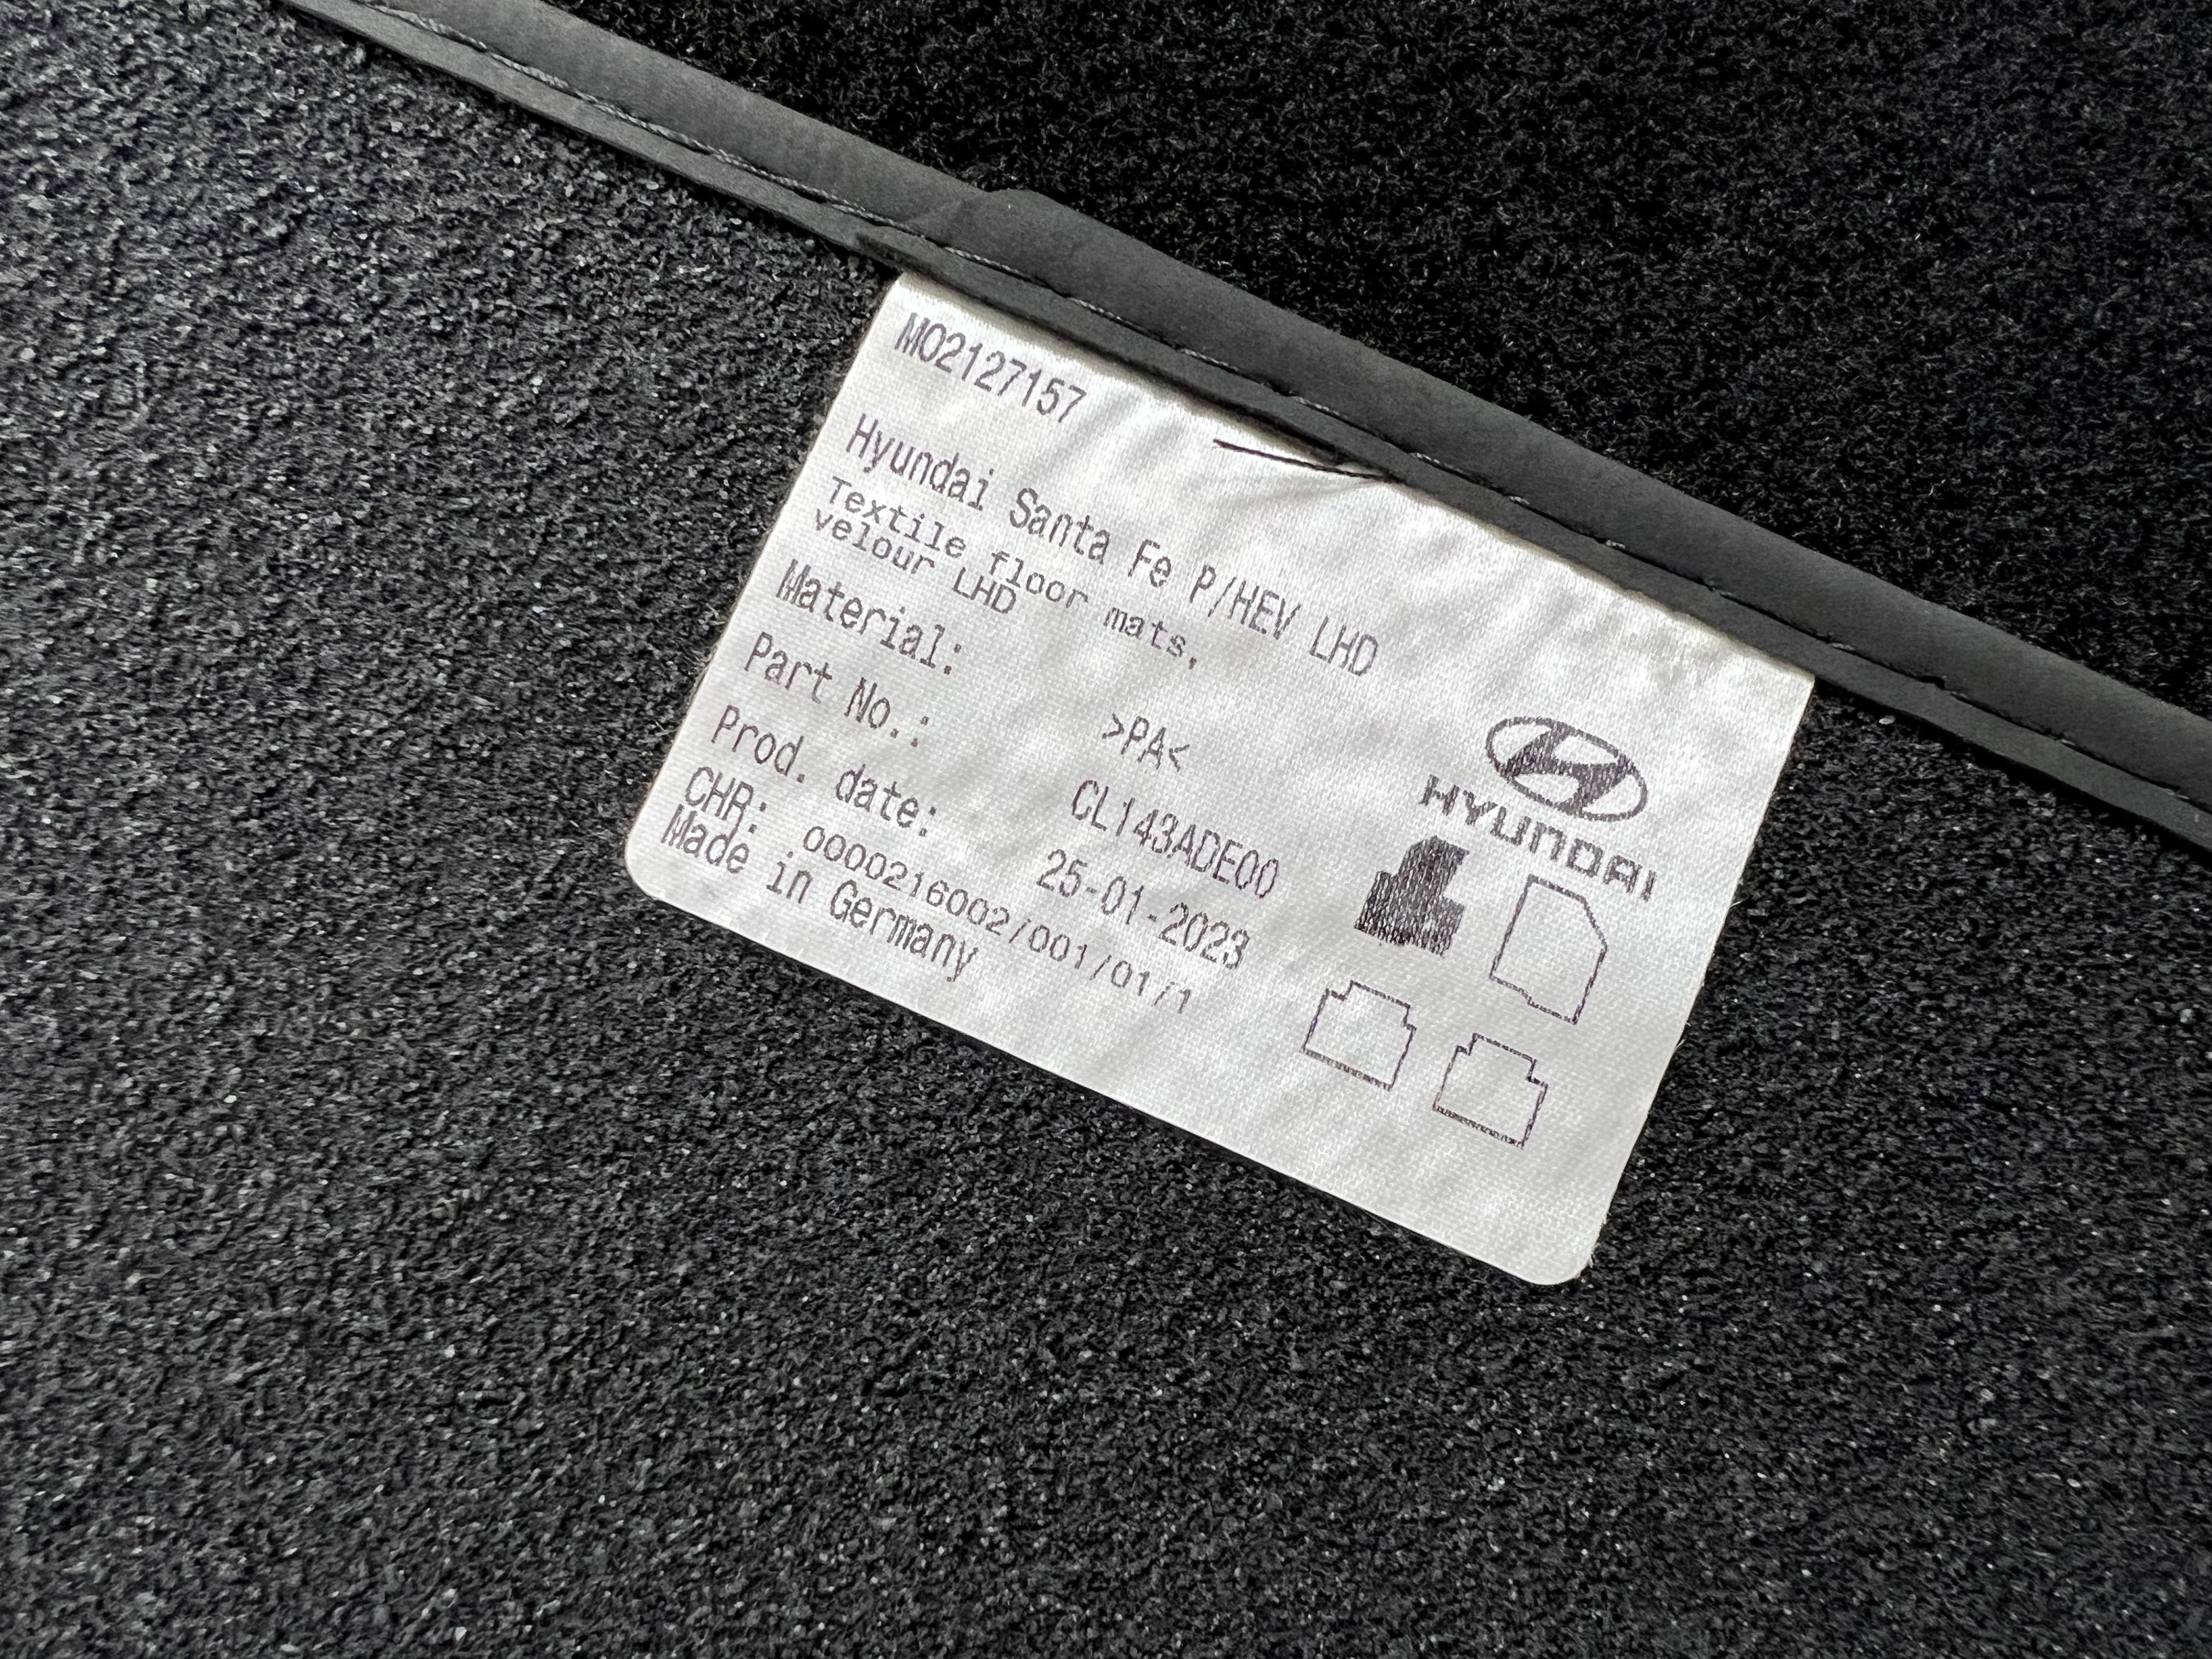 M02127157
Hyundai Santa Fe P/HEV LHD
Textile floor mats,
velour LHD
Material: >PA<
Part No.: CL143ADE00
Prod. date: 25-01-2023
CHR: 0000216002/001/01/1
Made in Germany
HYUNDAI